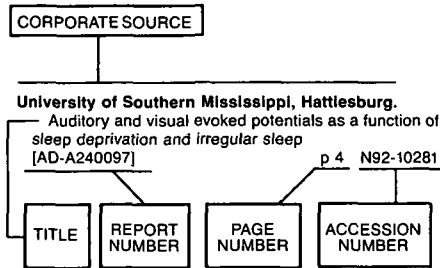 CORPORATE SOURCE
University of Southern Mississippi, Hattiesburg.
Auditory and visual evoked potentials as a function of
sleep deprivation and irregular sleep
[AD-A240097] p 4 N92-10281
TITLE
REPORT
NUMBER
PAGE
NUMBER
ACCESSION
NUMBER